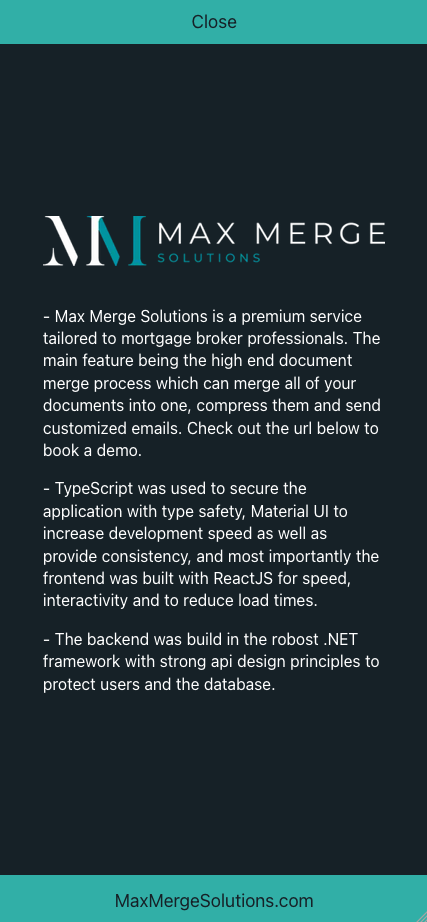 Close
MM MAX MERGE
SOLUTIONS
- Max Merge Solutions is a premium service
tailored to mortgage broker professionals. The
main feature being the high end document
merge process which can merge all of your
documents into one, compress them and send
customized emails. Check out the url below to
book a demo.
- TypeScript was used to secure the
application with type safety, Material UI to
increase development speed as well as
provide consistency, and most importantly the
frontend was built with ReactJS for speed,
interactivity and to reduce load times.
- The backend was build in the robost .NET
framework with strong api design principles to
protect users and the database.
MaxMergeSolutions.com